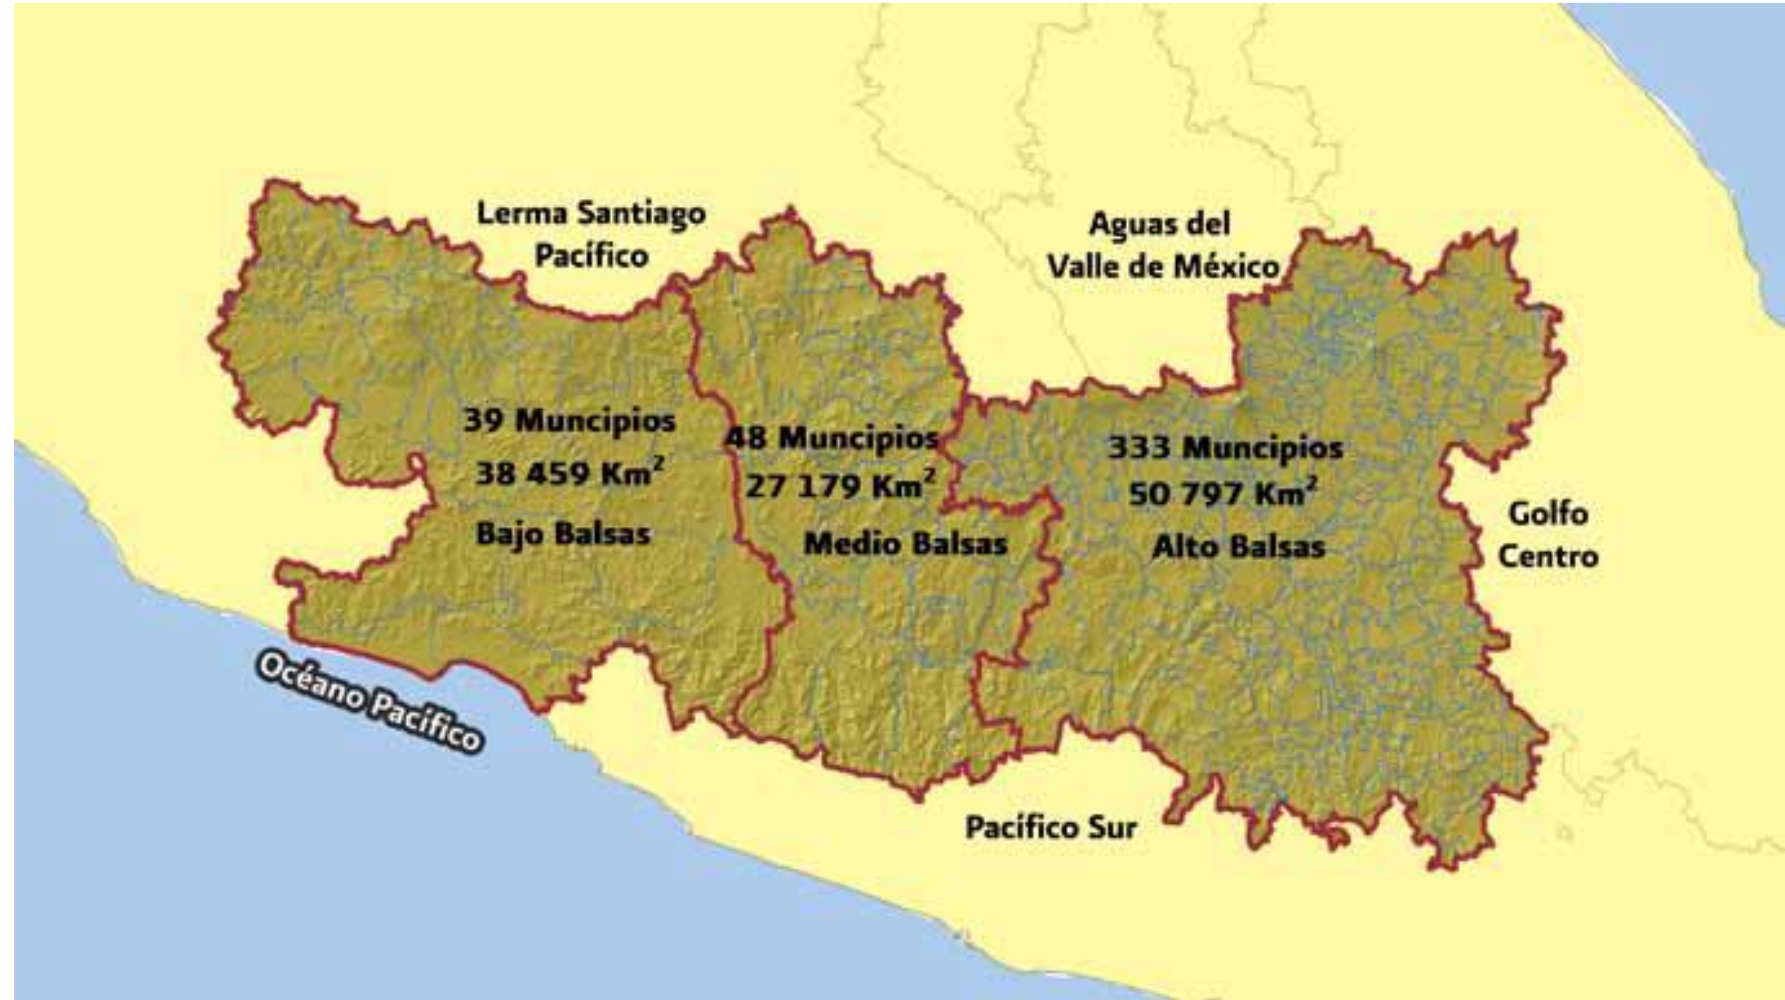 Lerma Santiago
Pacífico
Aguas del
Valle de México
39 Muncipios
38 459 Km²
Bajo Balsas
48 Muncipios
27 179 Km²
Medio Balsas
333 Muncipios
50 797 Km²
Alto Balsas
Golfo
Centro
Océano Pacífico
Pacífico Sur